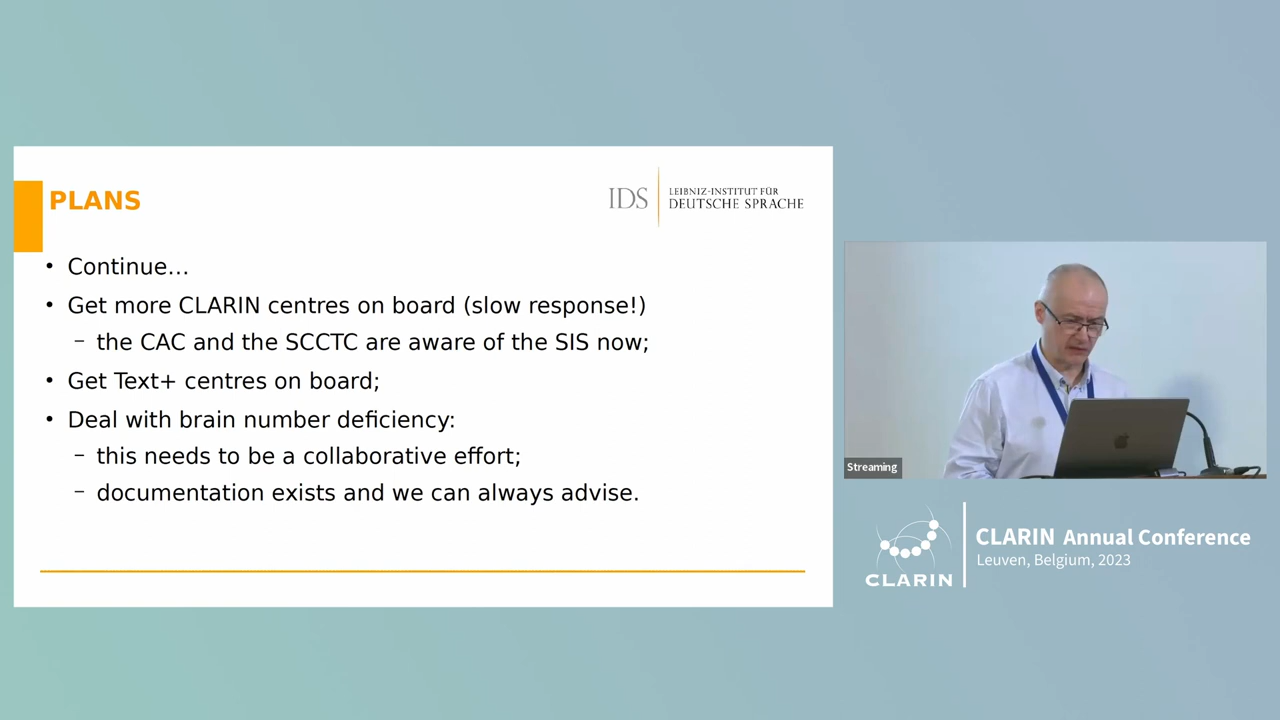 PLANS
IDS
LEIBNIZ-INSTITUT FÜR
DEUTSCHE SPRACHE
• Continue…
• Get more CLARIN centres on board (slow response!)
– the CAC and the SCCTC are aware of the SIS now;
• Get Text+ centres on board;
• Deal with brain number deficiency:
– this needs to be a collaborative effort;
– documentation exists and we can always advise.
Streaming
CLARIN
CLARIN Annual Conference
Leuven, Belgium, 2023